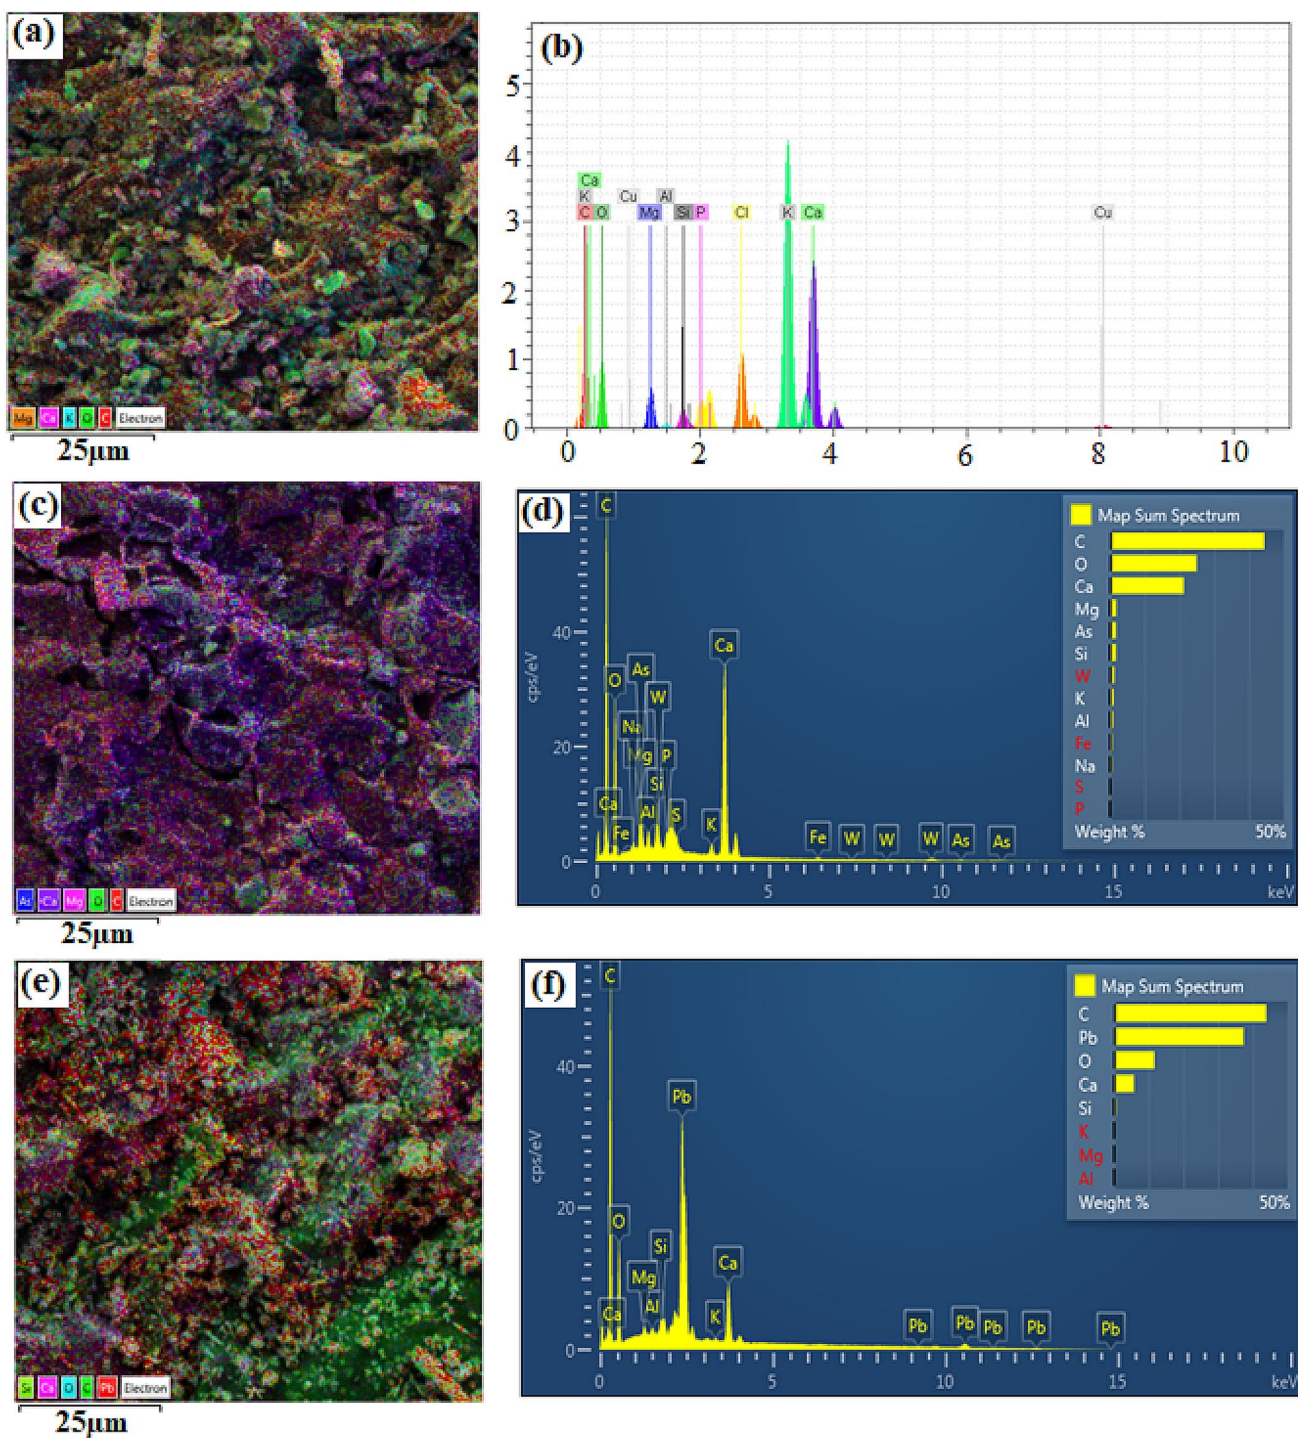 (a)
Mg Ca K O C Electron
25μm
(b)
5
4
3
2
1
0
Ca
K Cu Al
C O Mg Si P Cl K Ca Cu
0 2 4 6 8 10
(c)
As Ca Mg O C Electron
25μm
(d)
Map Sum Spectrum
C
O
Ca
Mg
As
Si
W
K
Al
Fe
Na
S
P
Weight % 50%
cps/eV
40
20
0
C
Ca
As
O
W
Na
Mg P
Si
Ca
Al S
Fe K Fe W W W As As
0 5 10 15 keV
(e)
Si Ca O C Pb Electron
25μm
(f)
Map Sum Spectrum
C
Pb
O
Ca
Si
K
Mg
Al
Weight % 50%
cps/eV
40
20
0
C
Pb
O
Si
Ca
Mg
Al
Ca K Pb Pb Pb Pb Pb
0 5 10 15 keV